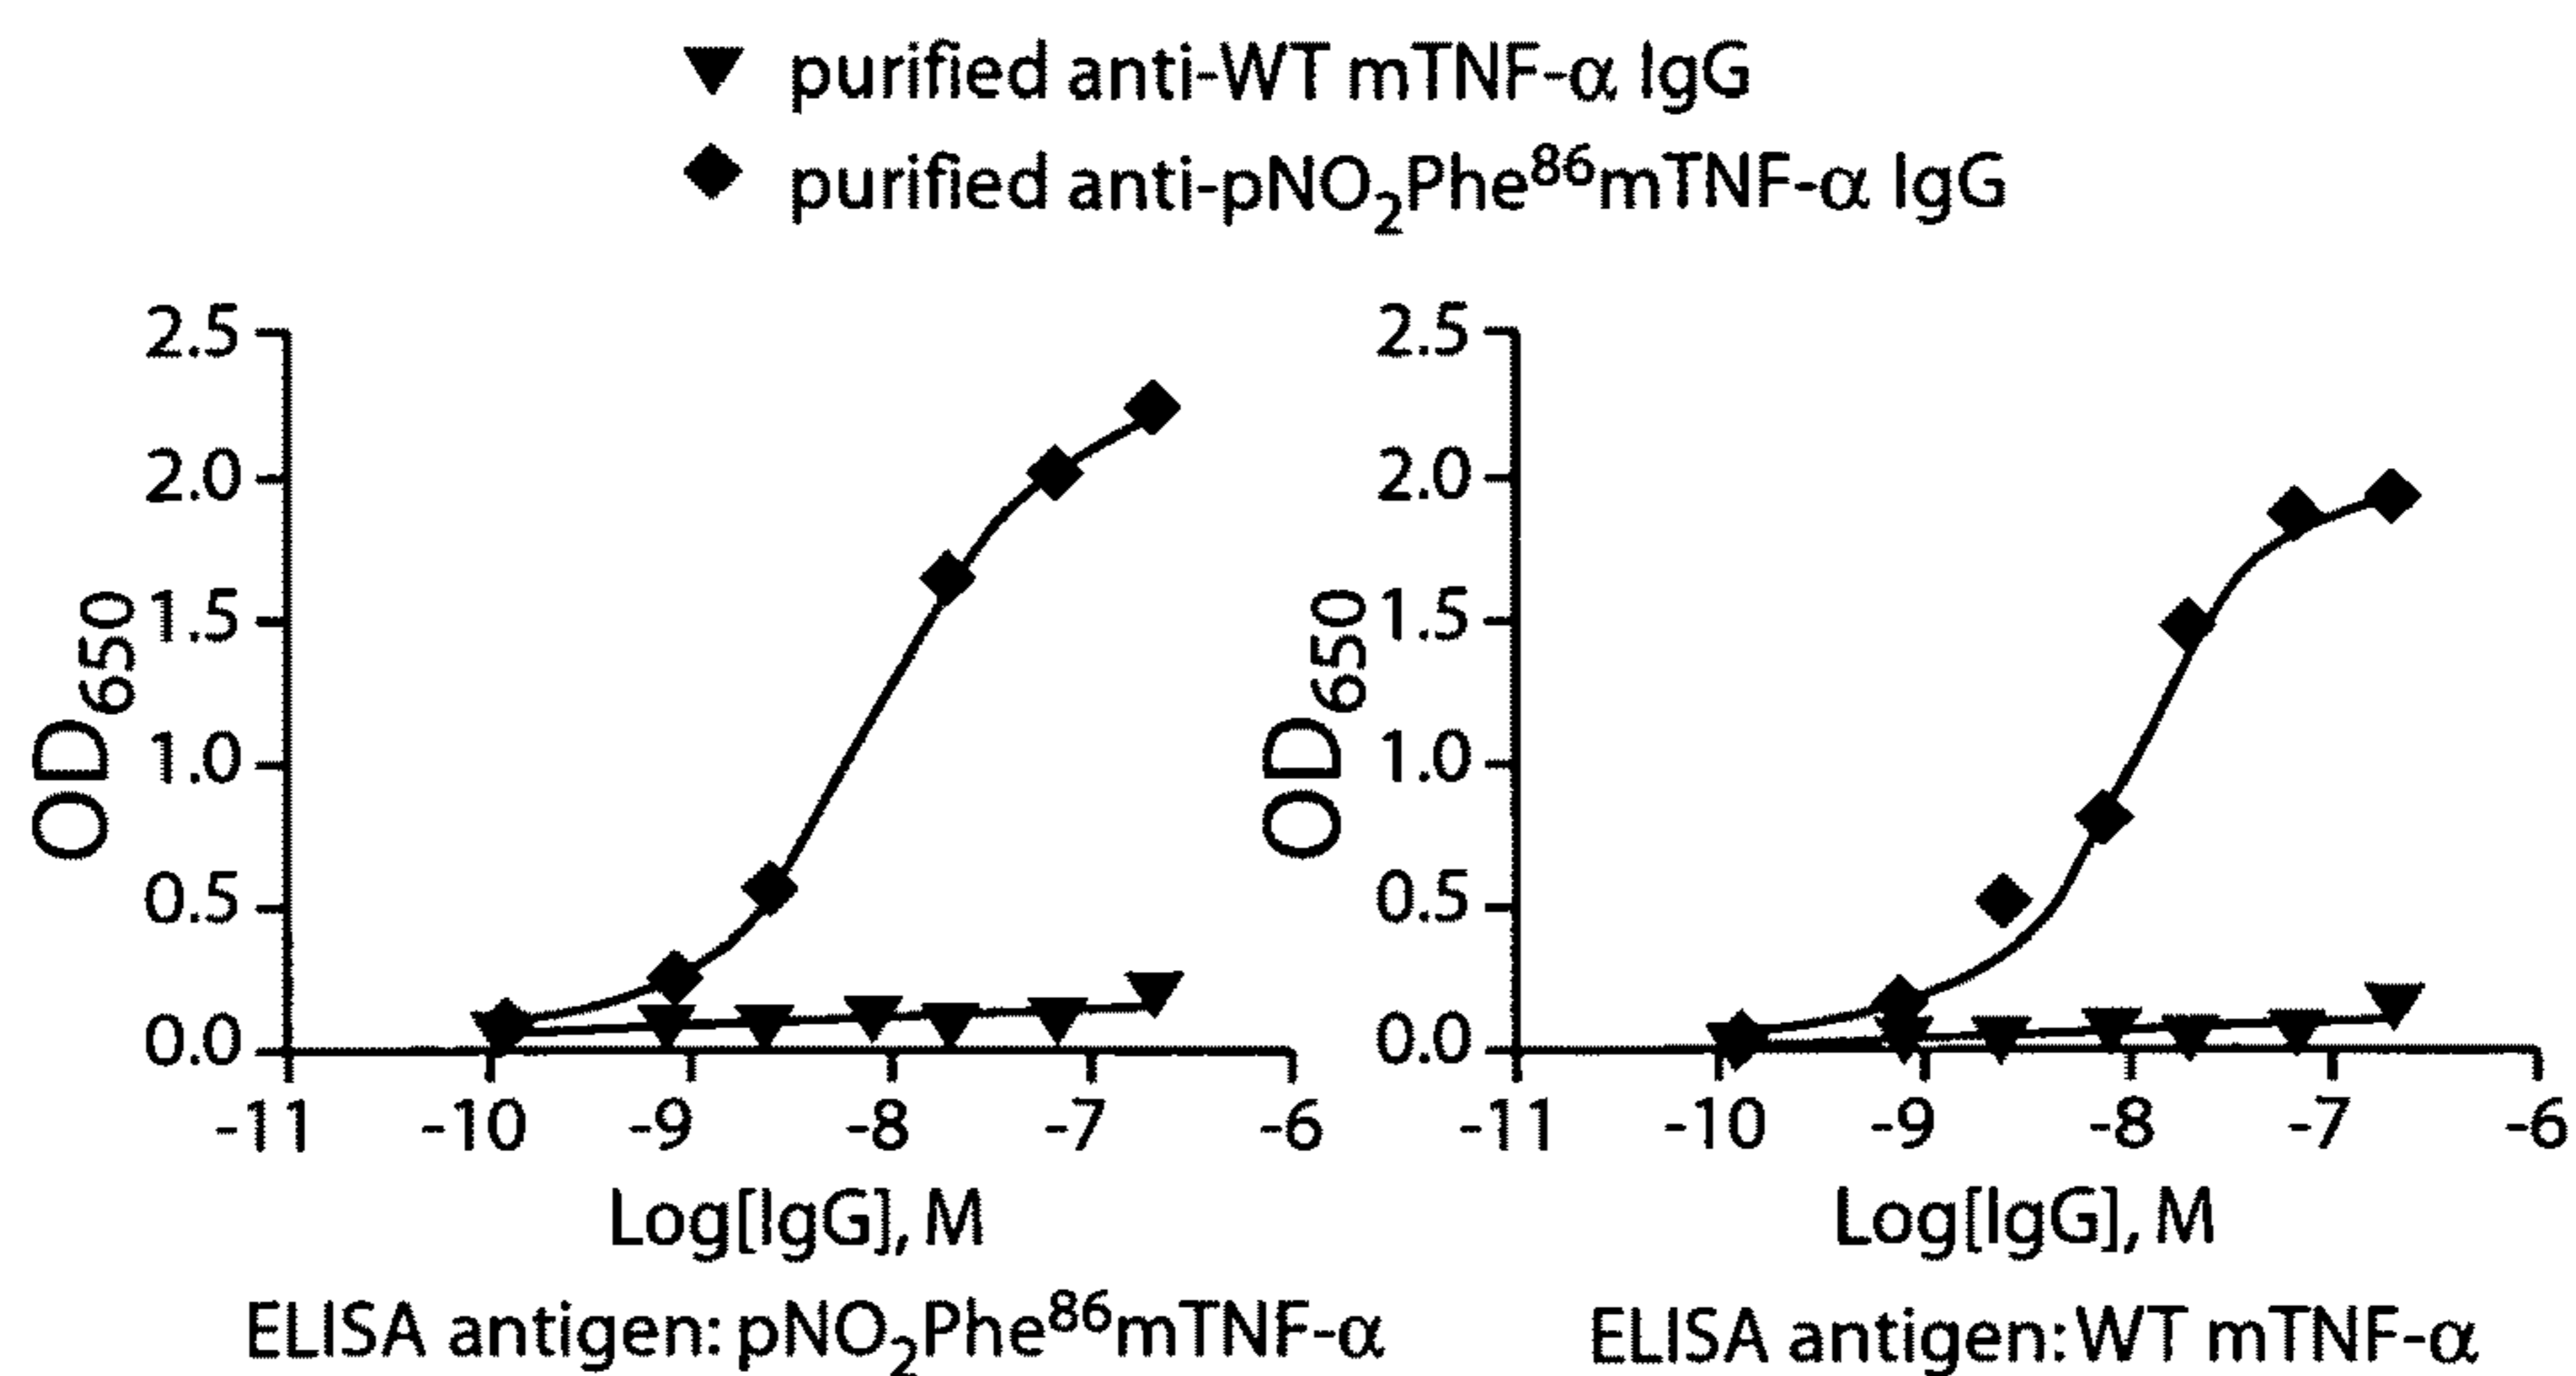 purified anti-WT mTNF-α IgG
purified anti-pNO₂Phe⁸⁶mTNF-α IgG
OD₆₅₀
2.5
2.0
1.5
1.0
0.5
0.0
-11 -10 -9 -8 -7 -6
Log[IgG], M
ELISA antigen: pNO₂Phe⁸⁶mTNF-α
OD₆₅₀
2.5
2.0
1.5
1.0
0.5
0.0
-11 -10 -9 -8 -7 -6
Log[IgG], M
ELISA antigen: WT mTNF-α